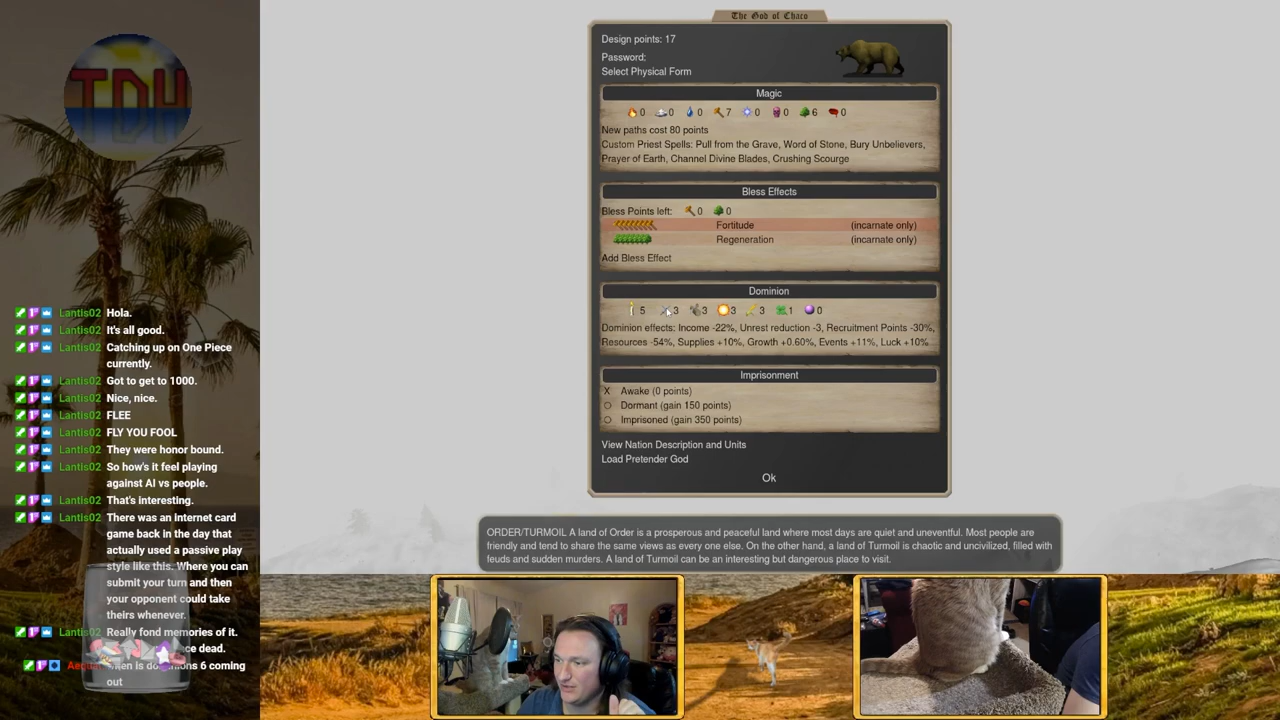 TDH
Lantis02 Hola.
Lantis02 It's all good.
Lantis02 Catching up on One Piece
currently.
Lantis02 Got to get to 1000.
Lantis02 Nice, nice.
Lantis02 FLEE
Lantis02 FLY YOU FOOL
Lantis02 They were honor bound.
Lantis02 So how's it feel playing
against AI vs people.
Lantis02 That's interesting.
Lantis02 There was an internet card
game back in the day that
actually used a passive play
style like this. Where you can
submit your turn and then
your opponent could take
theirs whenever.
Lantis02 Really fond memories of it.
dead.
6 coming
out
The God of Chaco
Design points: 17
Password:
Select Physical Form
Magic
0 0 0 7 0 0 6 0
New paths cost 80 points
Custom Priest Spells: Pull from the Grave, Word of Stone, Bury Unbelievers,
Prayer of Earth, Channel Divine Blades, Crushing Scourge
Bless Effects
Bless Points left: 0 0
Fortitude (incarnate only)
Regeneration (incarnate only)
Add Bless Effect
Dominion
5 3 3 3 3 1 0
Dominion effects: Income -22%, Unrest reduction -3, Recruitment Points -30%,
Resources -54%, Supplies +10%, Growth +0.60%, Events +11%, Luck +10%
Imprisonment
X Awake (0 points)
Dormant (gain 150 points)
Imprisoned (gain 350 points)
View Nation Description and Units
Load Pretender God
Ok
ORDER/TURMOIL A land of Order is a prosperous and peaceful land where most days are quiet and uneventful. Most people are
friendly and tend to share the same views as every one else. On the other hand, a land of Turmoil is chaotic and uncivilized, filled with
feuds and sudden murders. A land of Turmoil can be an interesting but dangerous place to visit.